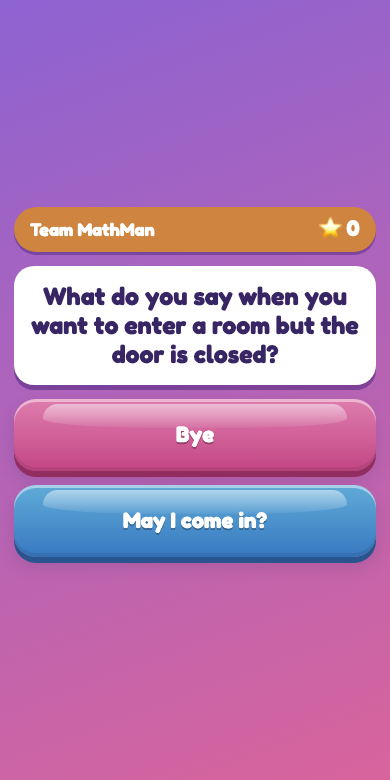 Team MathMan
0
What do you say when you
want to enter a room but the
door is closed?
Bye
May I come in?